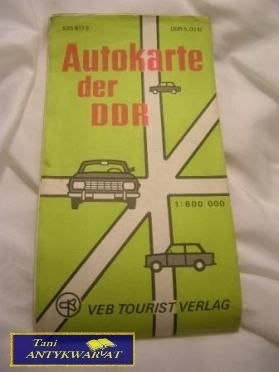 DDR 5,00 M
Autokarte
der
DDR
1:600 000
VEB TOURIST VERLAG
Tani
ANTYKWARIAT